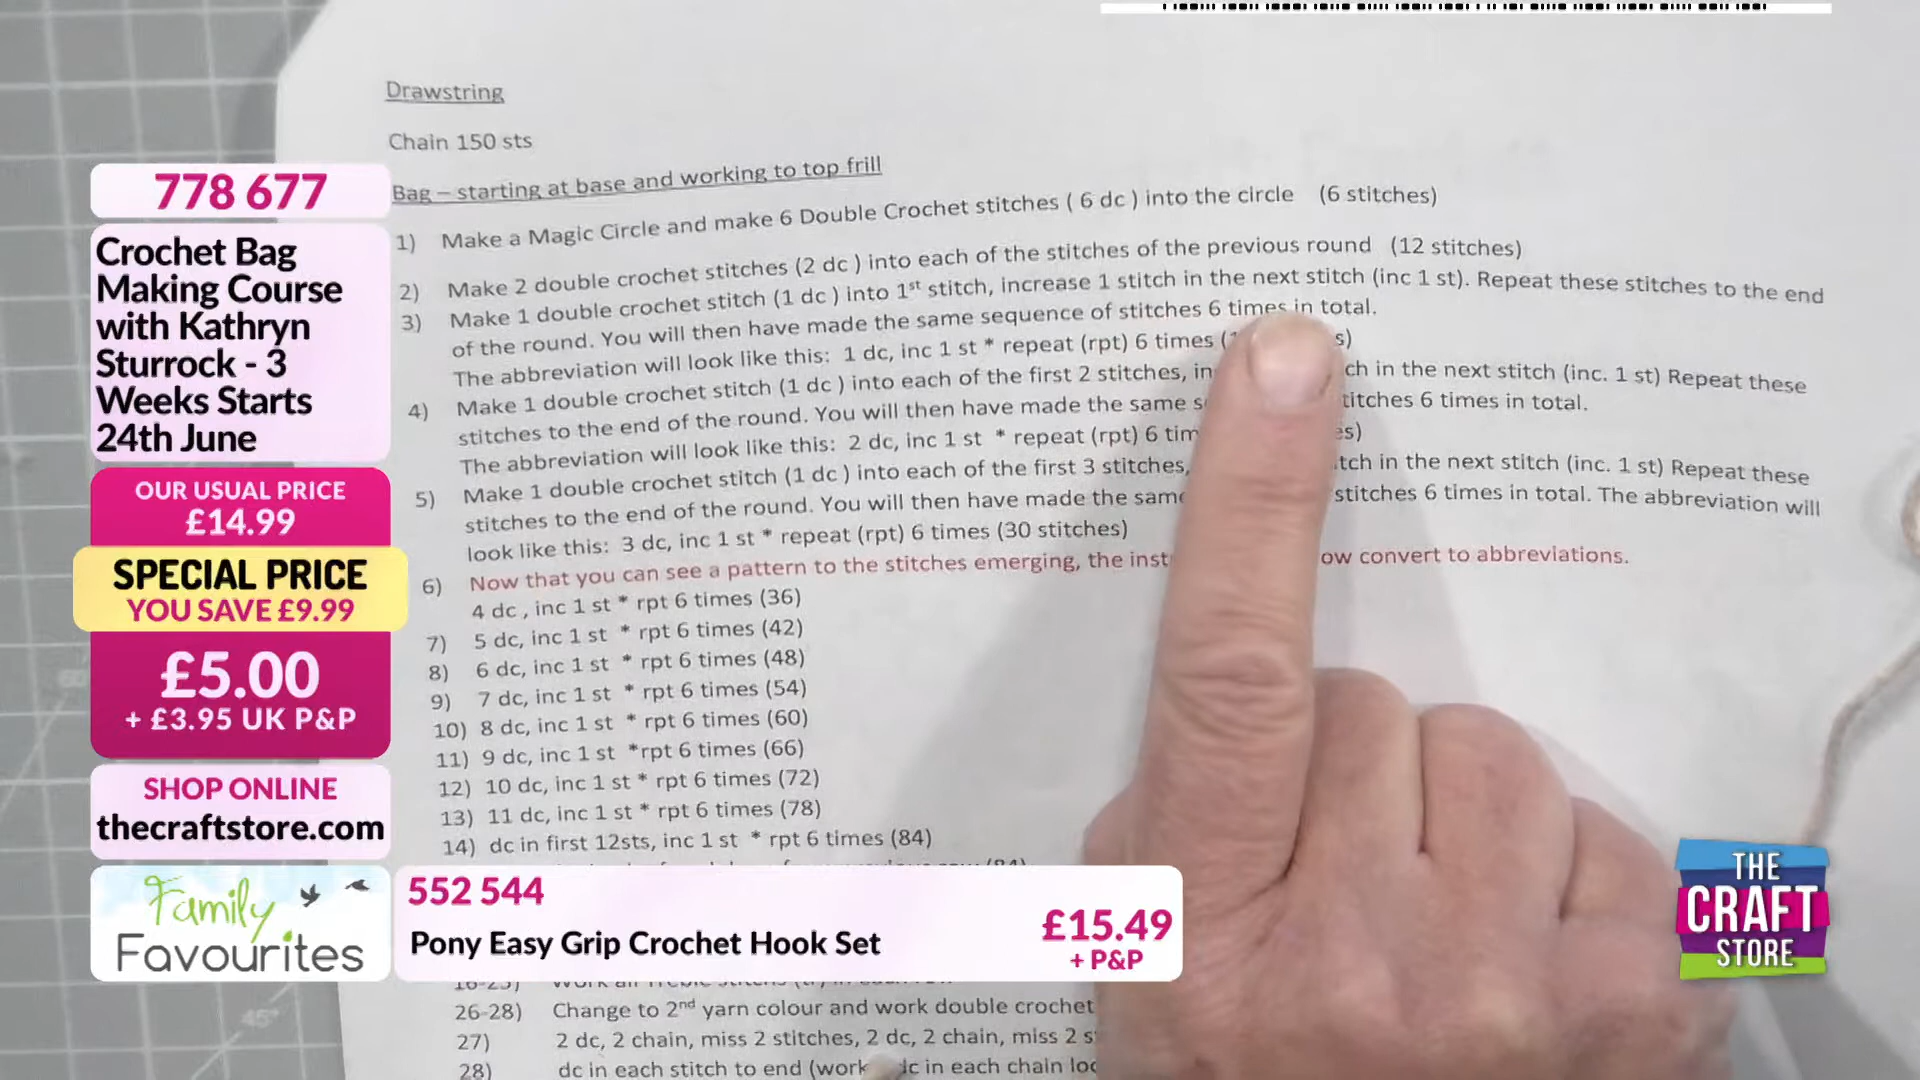 Drawstring
Chain 150 sts
Bag – starting at base and working to top frill
1) Make a Magic Circle and make 6 Double Crochet stitches ( 6 dc ) into the circle (6 stitches)
2) Make 2 double crochet stitches (2 dc ) into each of the stitches of the previous round (12 stitches)
3) Make 1 double crochet stitch (1 dc ) into 1st stitch, increase 1 stitch in the next stitch (inc 1 st). Repeat these stitches to the end
of the round. You will then have made the same sequence of stitches 6 times in total.
The abbreviation will look like this: 1 dc, inc 1 st * repeat (rpt) 6 times
4) Make 1 double crochet stitch (1 dc ) into each of the first 2 stitches, in the next stitch (inc. 1 st) Repeat these
stitches to the end of the round. You will then have made the same 6 times in total.
The abbreviation will look like this: 2 dc, inc 1 st * repeat (rpt) 6
5) Make 1 double crochet stitch (1 dc ) into each of the first 3 stitches, in the next stitch (inc. 1 st) Repeat these
stitches to the end of the round. You will then have made the same stitches 6 times in total. The abbreviation will
look like this: 3 dc, inc 1 st * repeat (rpt) 6 times (30 stitches)
6) Now that you can see a pattern to the stitches emerging, the convert to abbreviations.
4 dc , inc 1 st * rpt 6 times (36)
7) 5 dc, inc 1 st * rpt 6 times (42)
8) 6 dc, inc 1 st * rpt 6 times (48)
9) 7 dc, inc 1 st * rpt 6 times (54)
10) 8 dc, inc 1 st * rpt 6 times (60)
11) 9 dc, inc 1 st *rpt 6 times (66)
12) 10 dc, inc 1 st * rpt 6 times (72)
13) 11 dc, inc 1 st * rpt 6 times (78)
14) dc in first 12sts, inc 1 st * rpt 6 times (84)
26-28) Change to 2nd yarn colour and work double crochet
27) 2 dc, 2 chain, miss 2 stitches, 2 dc, 2 chain, miss 2
28) dc in each stitch to end (work in each chain
778 677
Crochet Bag
Making Course
with Kathryn
Sturrock - 3
Weeks Starts
24th June
OUR USUAL PRICE
£14.99
SPECIAL PRICE
YOU SAVE £9.99
£5.00
+ £3.95 UK P&P
SHOP ONLINE
thecraftstore.com
Family
Favourites
552 544
Pony Easy Grip Crochet Hook Set
£15.49
+ P&P
THE
CRAFT
STORE